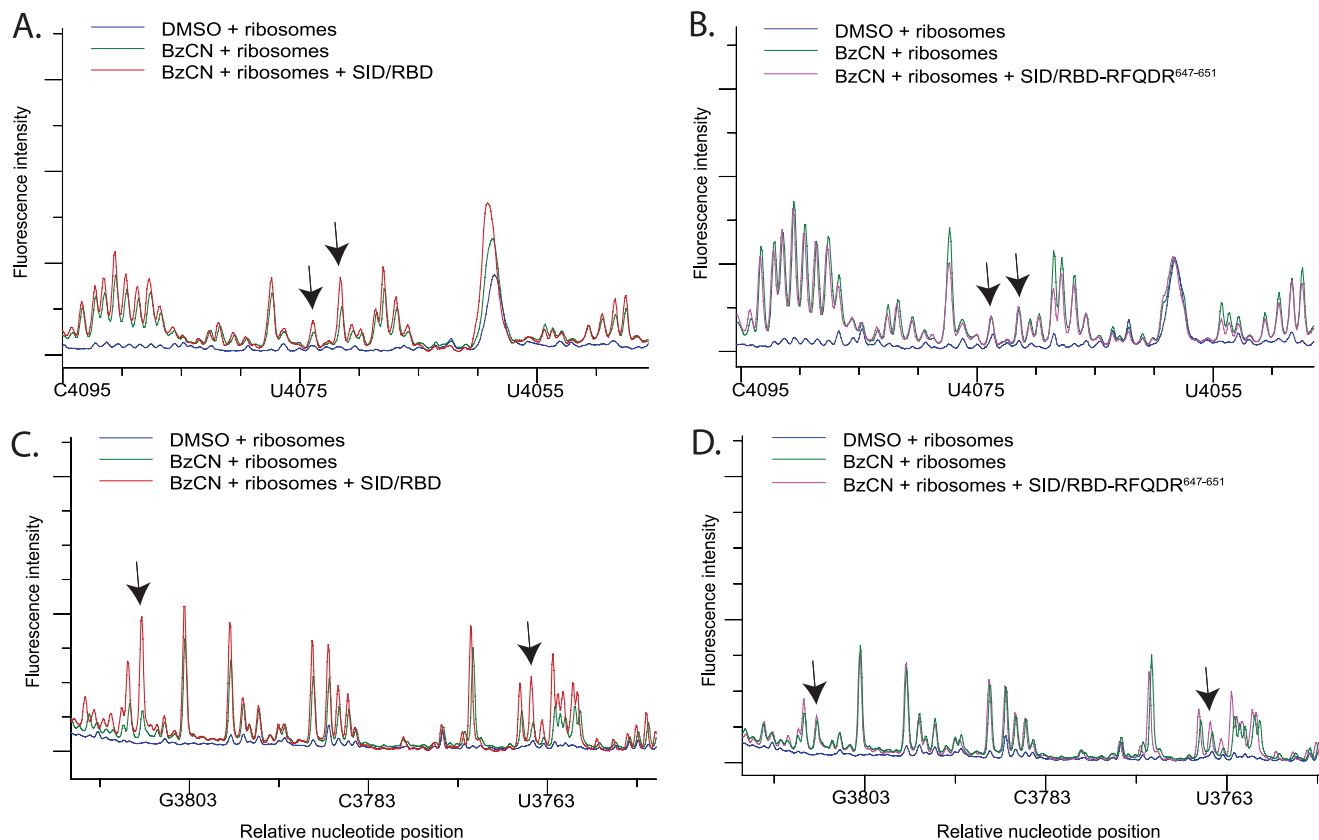 A.
DMSO + ribosomes
BzCN + ribosomes
BzCN + ribosomes + SID/RBD
Fluorescence intensity
C4095 U4075 U4055
B.
DMSO + ribosomes
BzCN + ribosomes
BzCN + ribosomes + SID/RBD-RFQDR⁶⁴⁷⁻⁶⁵¹
Fluorescence intensity
C4095 U4075 U4055
C.
DMSO + ribosomes
BzCN + ribosomes
BzCN + ribosomes + SID/RBD
Fluorescence intensity
G3803 C3783 U3763
Relative nucleotide position
D.
DMSO + ribosomes
BzCN + ribosomes
BzCN + ribosomes + SID/RBD-RFQDR⁶⁴⁷⁻⁶⁵¹
Fluorescence intensity
G3803 C3783 U3763
Relative nucleotide position